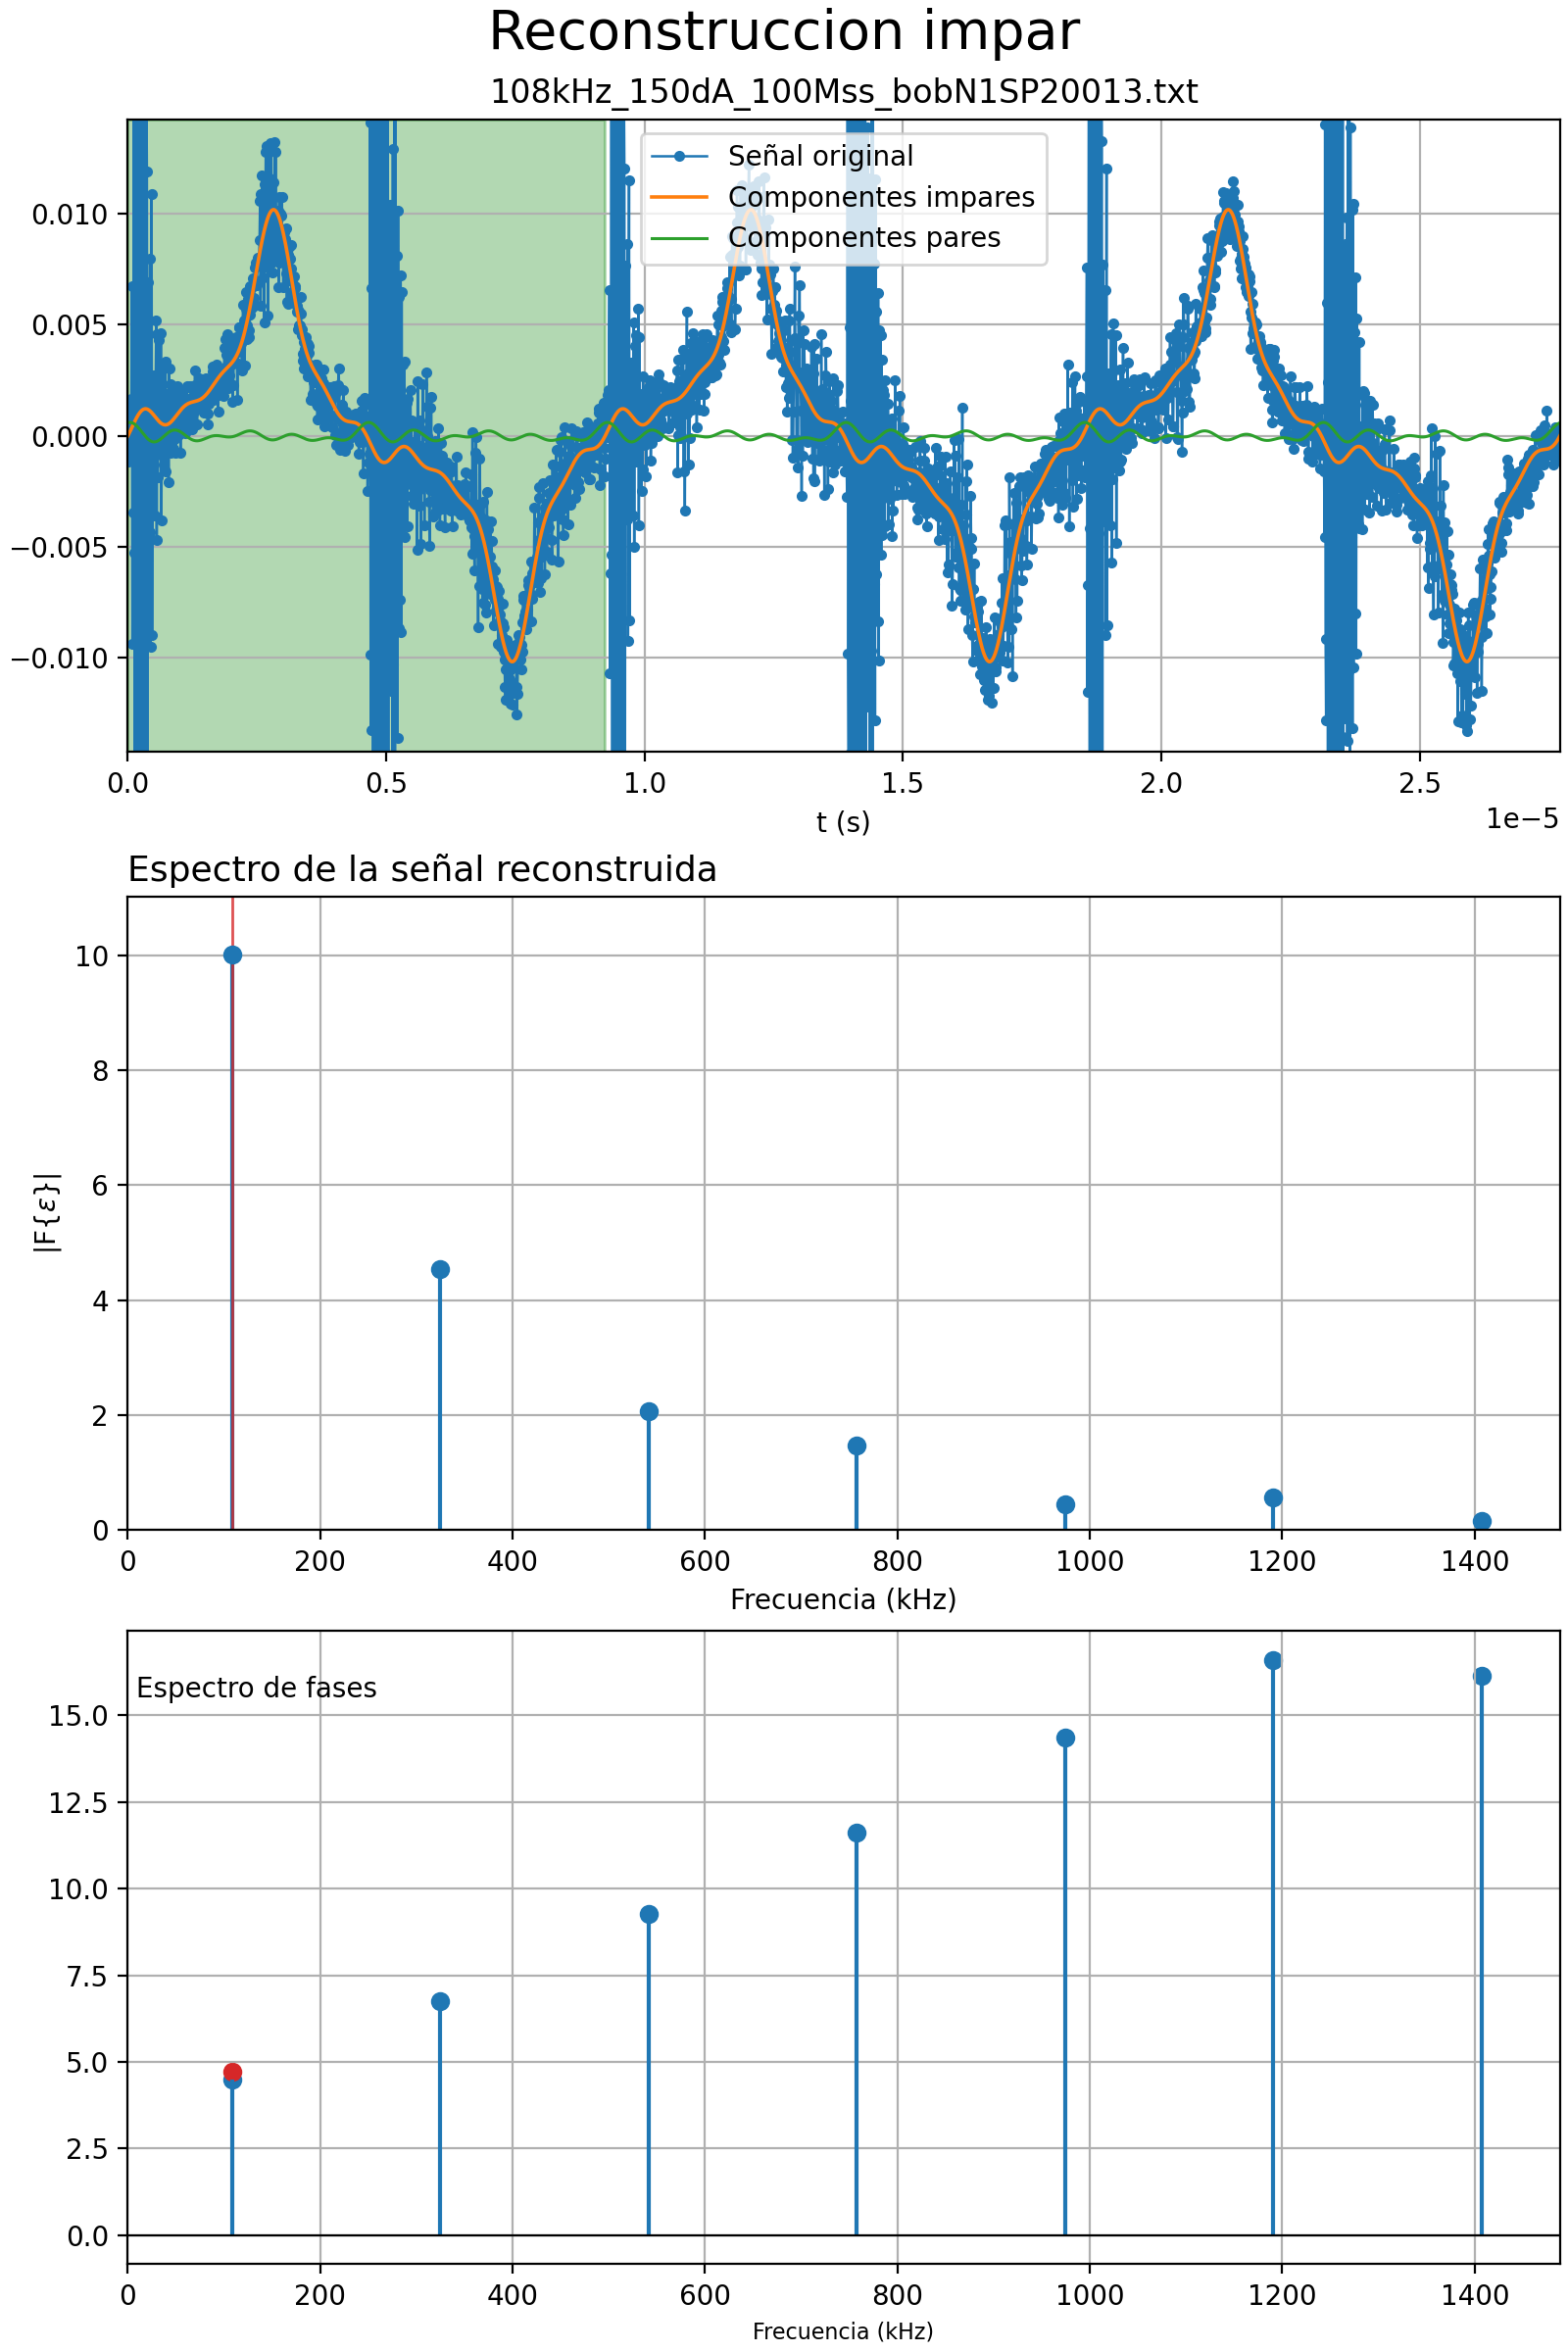 Reconstruccion impar
108kHz_150dA_100Mss_bobN1SP20013.txt
Señal original
Componentes impares
Componentes pares
0.010
0.005
0.000
−0.005
−0.010
0.0 0.5 1.0 1.5 2.0 2.5
1e−5
t (s)
Espectro de la señal reconstruida
10
8
6
4
2
0
|F{ε}|
0 200 400 600 800 1000 1200 1400
Frecuencia (kHz)
Espectro de fases
15.0
12.5
10.0
7.5
5.0
2.5
0.0
0 200 400 600 800 1000 1200 1400
Frecuencia (kHz)